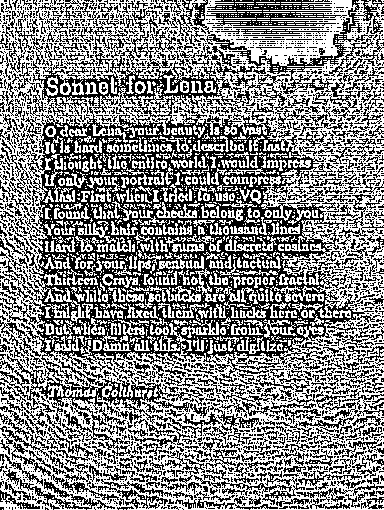 Sonnet for Lena
O dear Lena, your beauty is so vast
It is hard sometimes to describe it fast.
I thought the entire world I would impress
If only your portrait I could compress.
Alas! First when I tried to use VQ
I found that your cheeks belong to only you.
Your silky hair contains a thousand lines
Hard to match with sums of discrete cosines.
And for your lips, sensual and tactual
Thirteen Crays found not the proper fractal.
And while these setbacks are all quite severe
I might have fixed them with hacks here or there
But when filters took sparkle from your eyes
I said, 'Damn all this. I'll just digitize.'
Thomas Colthurst